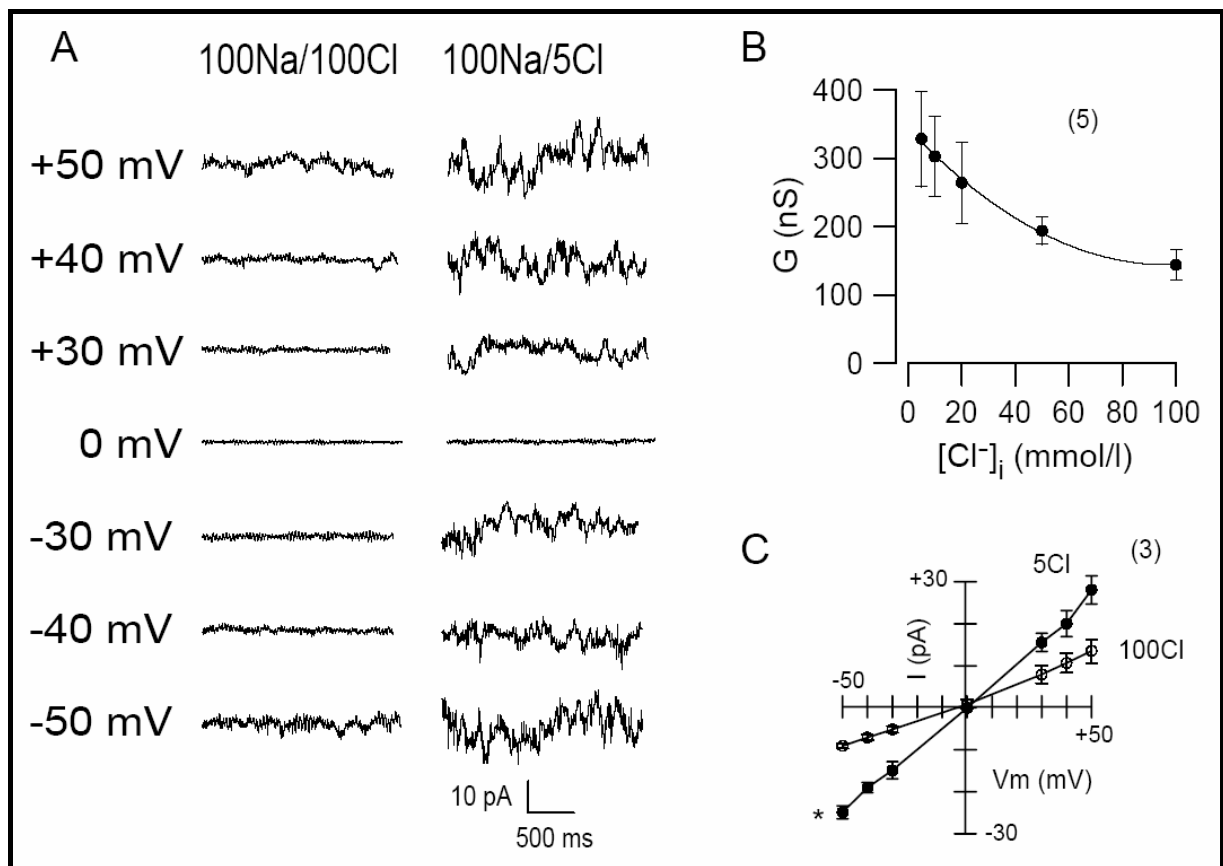 A
100Na/100Cl 100Na/5Cl
+50 mV
+40 mV
+30 mV
0 mV
-30 mV
-40 mV
-50 mV
10 pA
500 ms
B
400
300
200
100
0
G (nS)
(5)
0 20 40 60 80 100
[Cl⁻]i (mmol/l)
C
5Cl (3)
+30
100Cl
I (pA)
-50
+50
Vm (mV)
*
-30